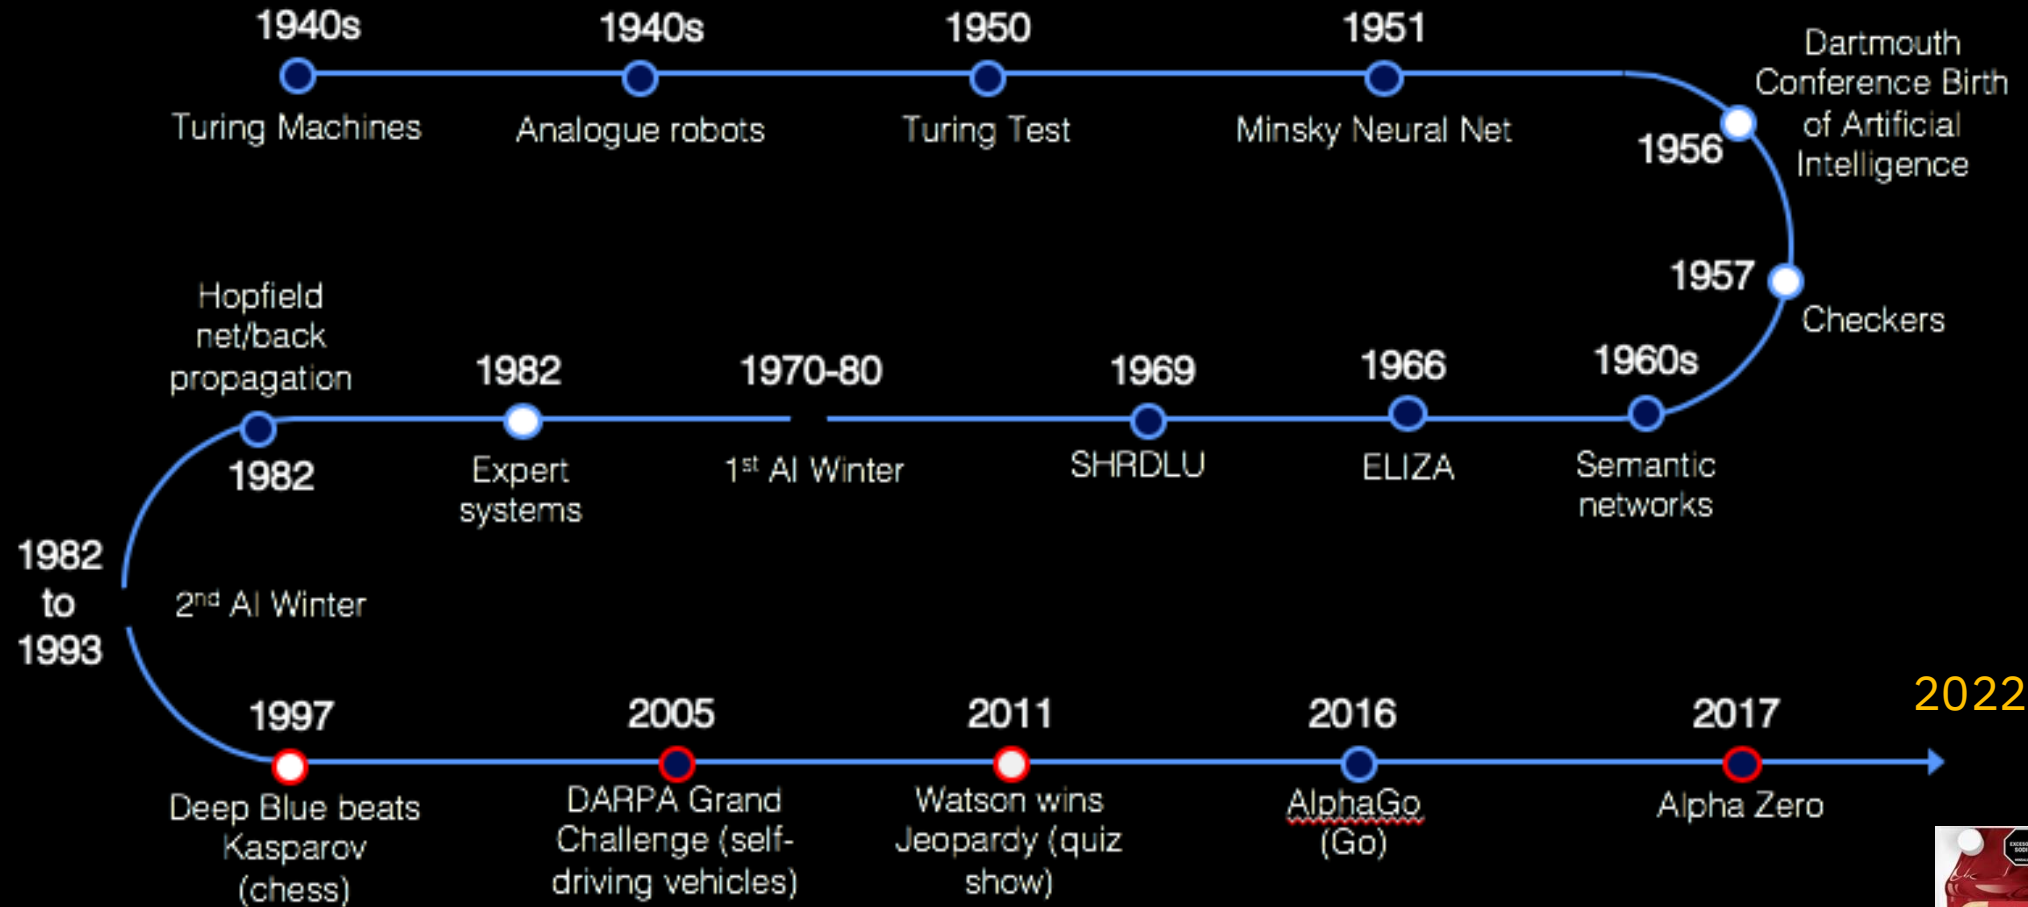 1940s
Turing Machines
1940s
Analogue robots
1950
Turing Test
1951
Minsky Neural Net
Dartmouth
Conference Birth
of Artificial
Intelligence
1956
1957
Checkers
1960s
Semantic
networks
1966
ELIZA
1969
SHRDLU
1970-80
1st AI Winter
1982
Expert
systems
Hopfield
net/back
propagation
1982
1982
to
1993
2nd AI Winter
1997
Deep Blue beats
Kasparov
(chess)
2005
DARPA Grand
Challenge (self-
driving vehicles)
2011
Watson wins
Jeopardy (quiz
show)
2016
AlphaGo
(Go)
2017
Alpha Zero
2022